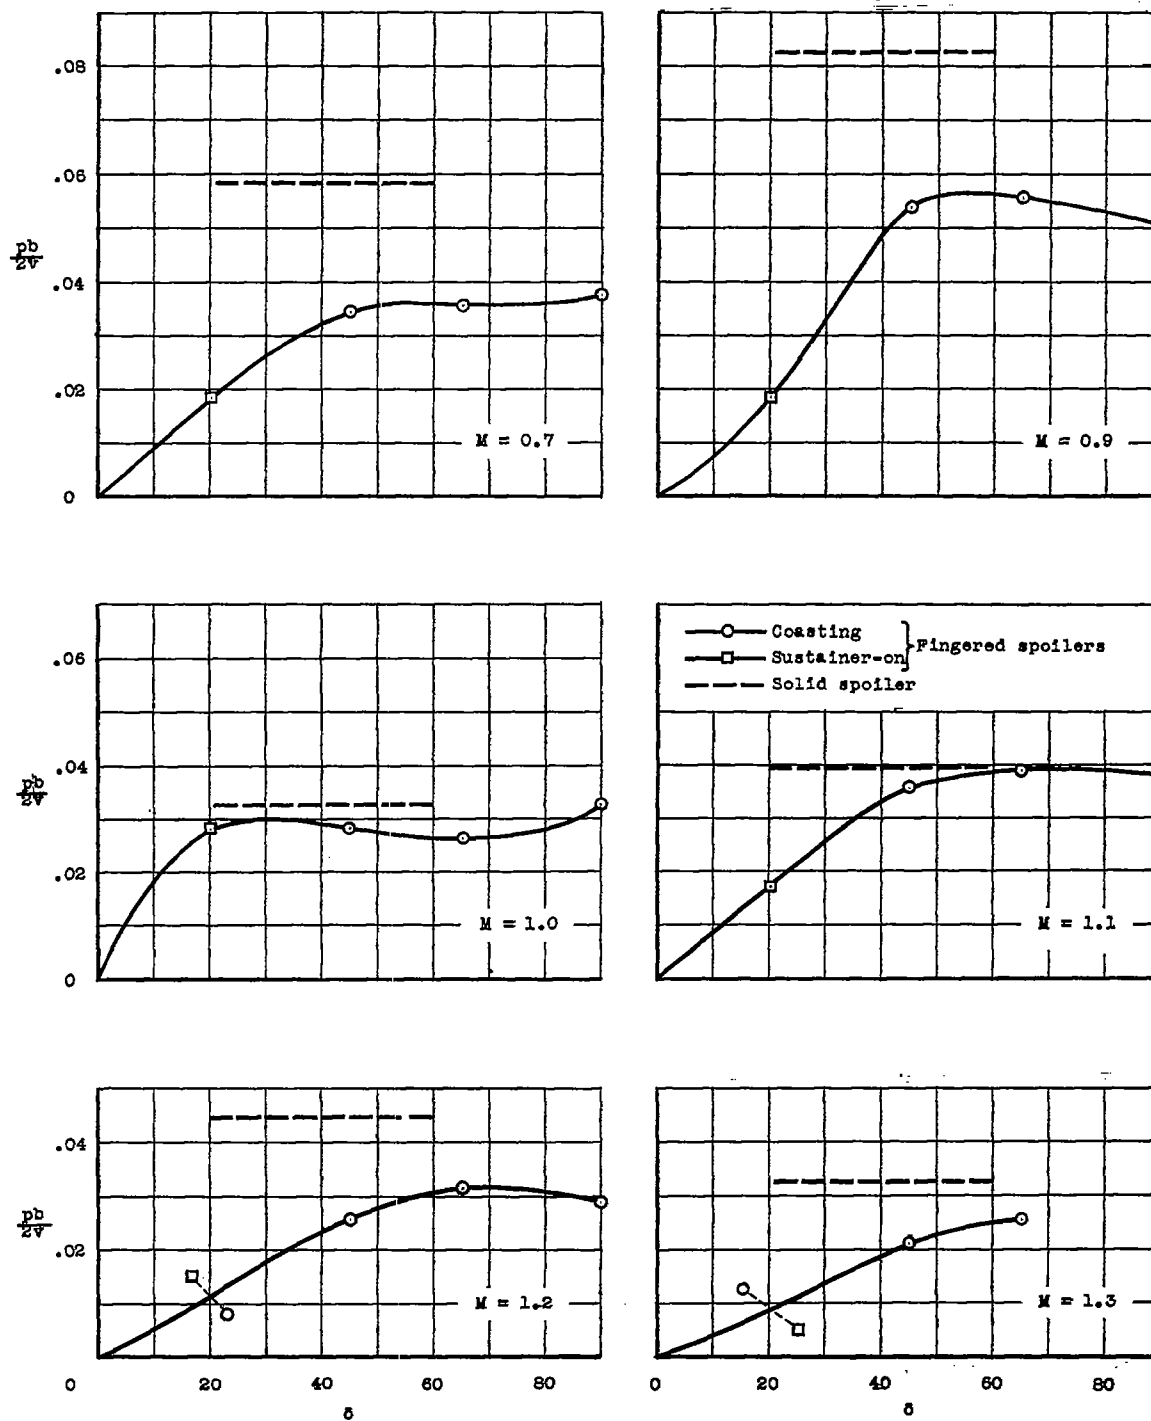 .08
.06
pb
2V
.04
.02
M = 0.7
0
M = 0.9
.06
.04
pb
2V
.02
M = 1.0
0
Coasting
Sustainer-on
Fingered spoilers
Solid spoiler
M = 1.1
.04
pb
2V
.02
M = 1.2
0 20 40 60 80
δ
M = 1.3
0 20 40 60 80
δ